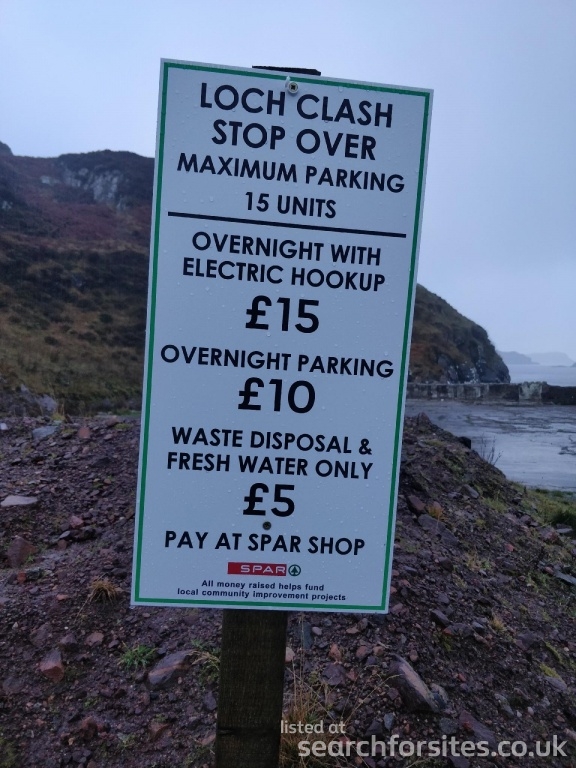 LOCH CLASH
STOP OVER
MAXIMUM PARKING
15 UNITS
OVERNIGHT WITH
ELECTRIC HOOKUP
£15
OVERNIGHT PARKING
£10
WASTE DISPOSAL &
FRESH WATER ONLY
£5
PAY AT SPAR SHOP
SPAR
All money raised helps fund
local community improvement projects
listed at
searchforsites.co.uk